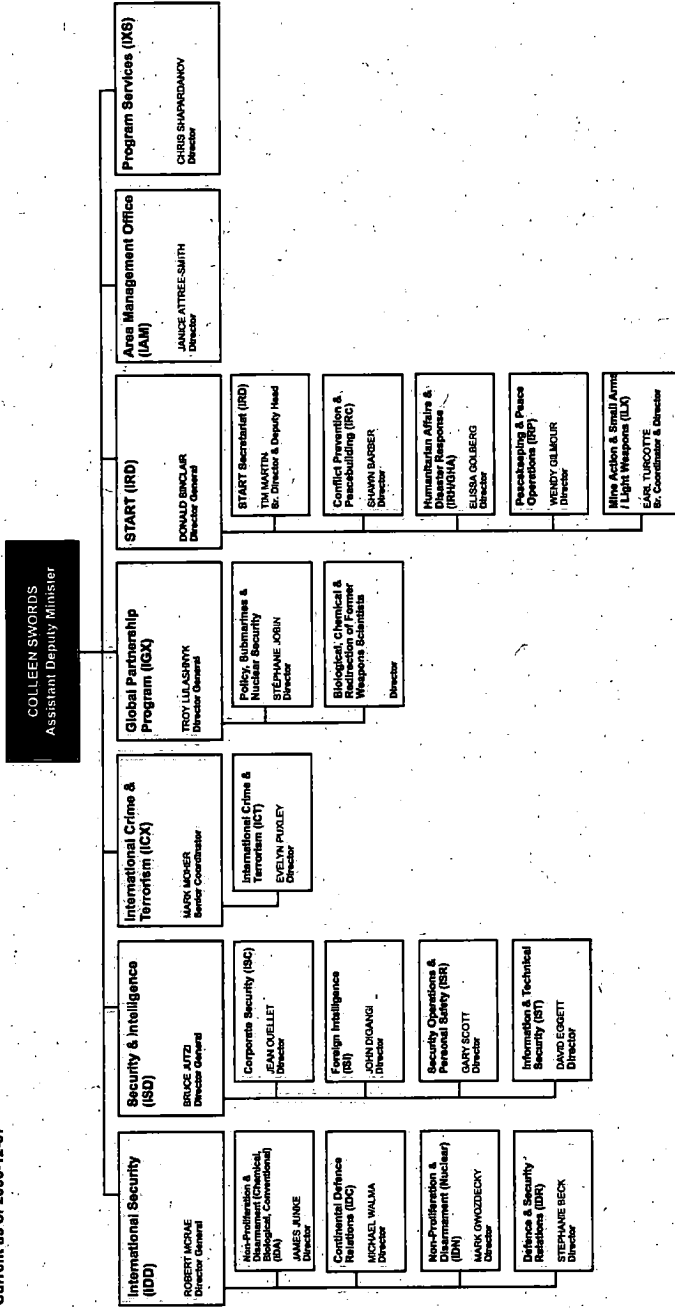 Current as of
COLLEEN SWORDS
Assistant Deputy Minister
International Security
(IDD)
ROBERT MCRAE
Director General
Non-Proliferation &
Disarmament (Chemical,
Biological, Conventional)
(IDA)
JAMES JUNKE
Director
Continental Defence
Relations (IDC)
MICHAEL WALMA
Director
Non-Proliferation &
Disarmament (Nuclear)
(IDN)
MARK GWOZDECKY
Director
Defence & Security
Relations (IDR)
STEPHANIE BECK
Director
Security & Intelligence
(ISD)
BRUCE JUTZI
Director General
Corporate Security (ISC)
JEAN OUELLET
Director
Foreign Intelligence
(ISI)
JOHN DIGANGI
Director
Security Operations &
Personal Safety (ISR)
GARY SCOTT
Director
Information & Technical
Security (IST)
DAVID EGGETT
Director
International Crime &
Terrorism (ICX)
MARK MOHER
Senior Coordinator
International Crime &
Terrorism (ICT)
EVELYN PUXLEY
Director
Global Partnership
Program (IGX)
TROY LULASHNYK
Director General
Policy, Submarines &
Nuclear Security
STÉPHANE JOBIN
Director
Biological, Chemical &
Redirection of Former
Weapons Scientists
Director
START (IRD)
DONALD SINCLAIR
Director General
START Secretariat (IRD)
TIM MARTIN
Sr. Director & Deputy Head
Conflict Prevention &
Peacebuilding (IRC)
SHAWN BARBER
Director
Humanitarian Affairs &
Disaster Response
(IRH/GHA)
ELISSA GOLBERG
Director
Peacekeeping & Peace
Operations (IRP)
WENDY GILMOUR
Director
Mine Action & Small Arms
/ Light Weapons (ILX)
EARL TURCOTTE
Sr. Coordinator & Director
Area Management Office
(IAM)
JANICE ATTREE-SMITH
Director
Program Services (IXS)
CHRIS SHAPARDANOV
Director